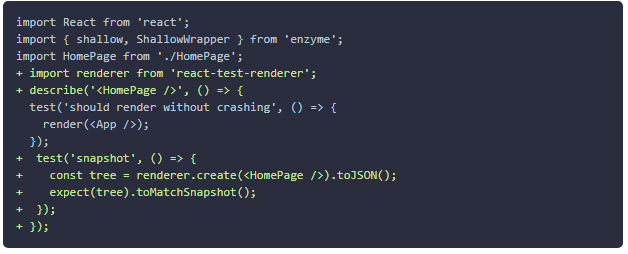 import React from 'react';
import { shallow, ShallowWrapper } from 'enzyme';
import HomePage from './HomePage';
+ import renderer from 'react-test-renderer';
+ describe('<HomePage />', () => {
  test('should render without crashing', () => {
    render(<App />);
  });
+  test('snapshot', () => {
+    const tree = renderer.create(<HomePage />).toJSON();
+    expect(tree).toMatchSnapshot();
+  });
+ });